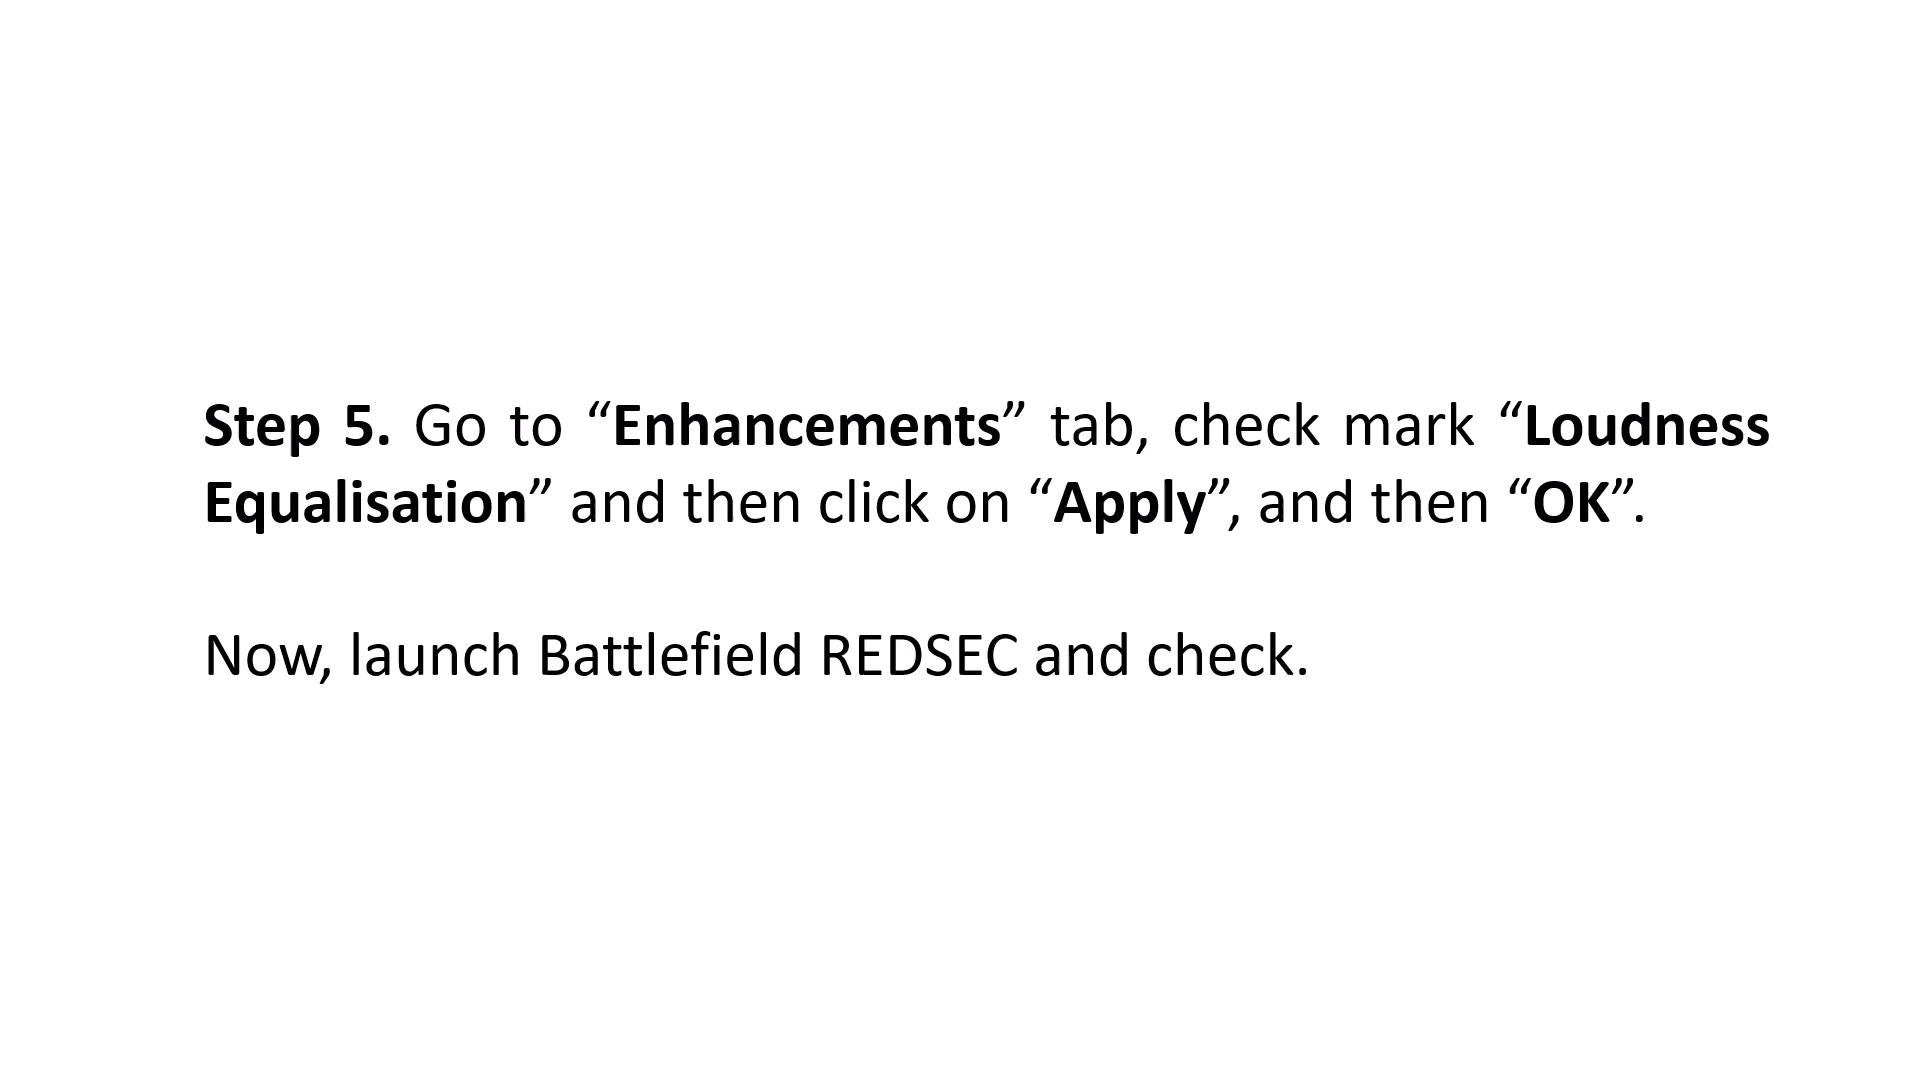 Step 5. Go to “Enhancements” tab, check mark “Loudness
Equalisation” and then click on “Apply”, and then “OK”.
Now, launch Battlefield REDSEC and check.